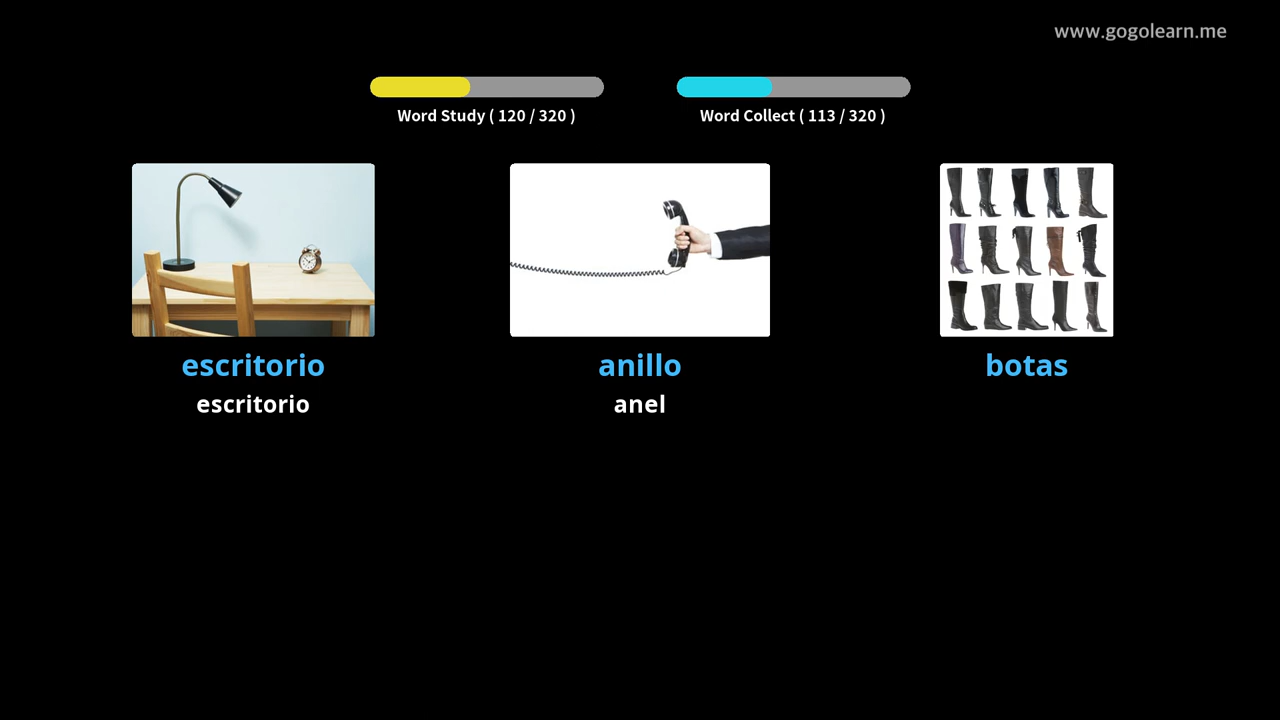 www.gogolearn.me
Word Study ( 120 / 320 )
Word Collect ( 113 / 320 )
escritorio
anillo
botas
escritorio
anel